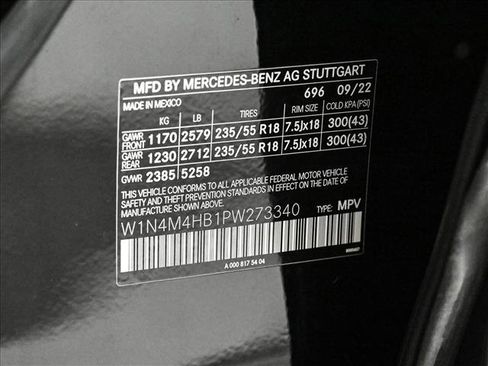 MFD BY MERCEDES-BENZ AG STUTTGART
MADE IN MEXICO 696 09/22
KG LB TIRES RIM SIZE COLD KPA(PSI)
GAWR FRONT 1170 2579 235/55 R18 7.5Jx18 300(43)
GAWR REAR 1230 2712 235/55 R18 7.5Jx18 300(43)
GVWR 2385 5258
THIS VEHICLE CONFORMS TO ALL APPLICABLE FEDERAL MOTOR VEHICLE
SAFETY AND THEFT PREVENTION STANDARDS IN EFFECT ON THE DATE
OF MANUFACTURE SHOWN ABOVE.
W1N4M4HB1PW273340 TYPE: MPV
A 000 817 54 04